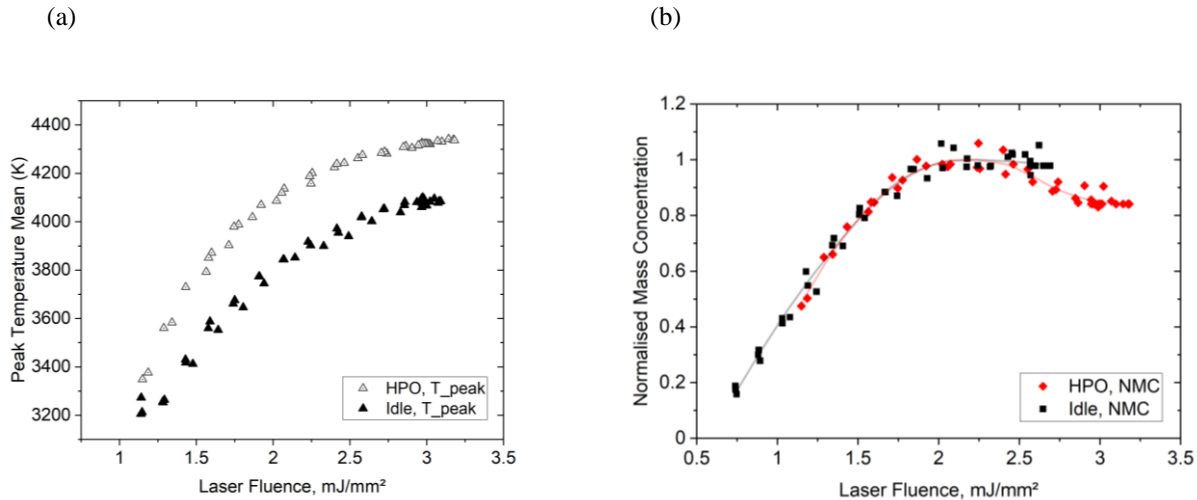 (a)
(b)
Peak Temperature Mean (K)
4400
4200
4000
3800
3600
3400
3200
1
1.5
2
2.5
3
3.5
Laser Fluence, mJ/mm²
HPO, T_peak
Idle, T_peak
Normalised Mass Concentration
1.2
1
0.8
0.6
0.4
0.2
0
0.5
1
1.5
2
2.5
3
3.5
Laser Fluence, mJ/mm²
HPO, NMC
Idle, NMC